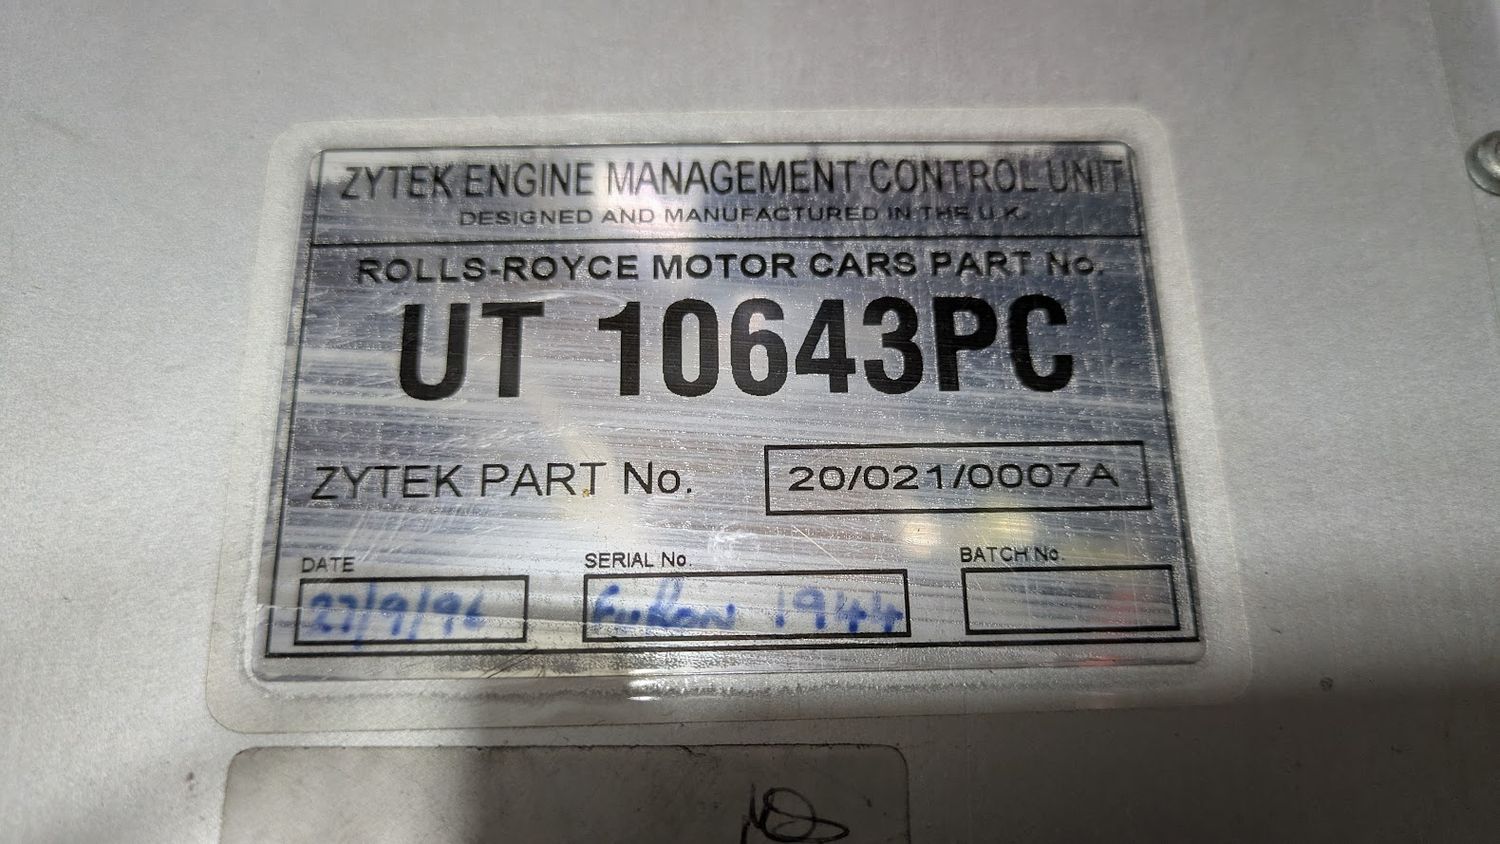 ZYTEK ENGINE MANAGEMENT CONTROL UNIT
DESIGNED AND MANUFACTURED IN THE U.K.
ROLLS-ROYCE MOTOR CARS PART No.
UT 10643PC
ZYTEK PART No. 20/021/0007A
DATE SERIAL No. BATCH No.
27/9/96 1944